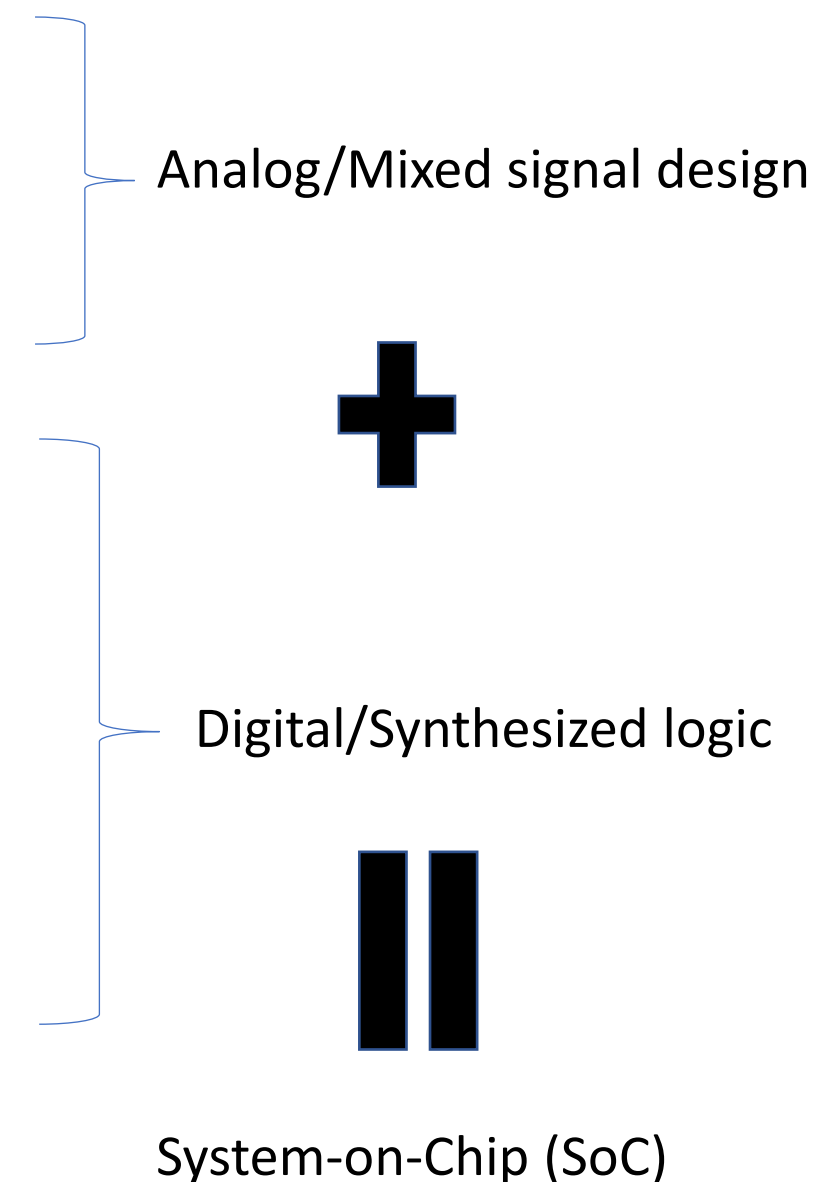 Analog/Mixed signal design
Digital/Synthesized logic
System-on-Chip (SoC)